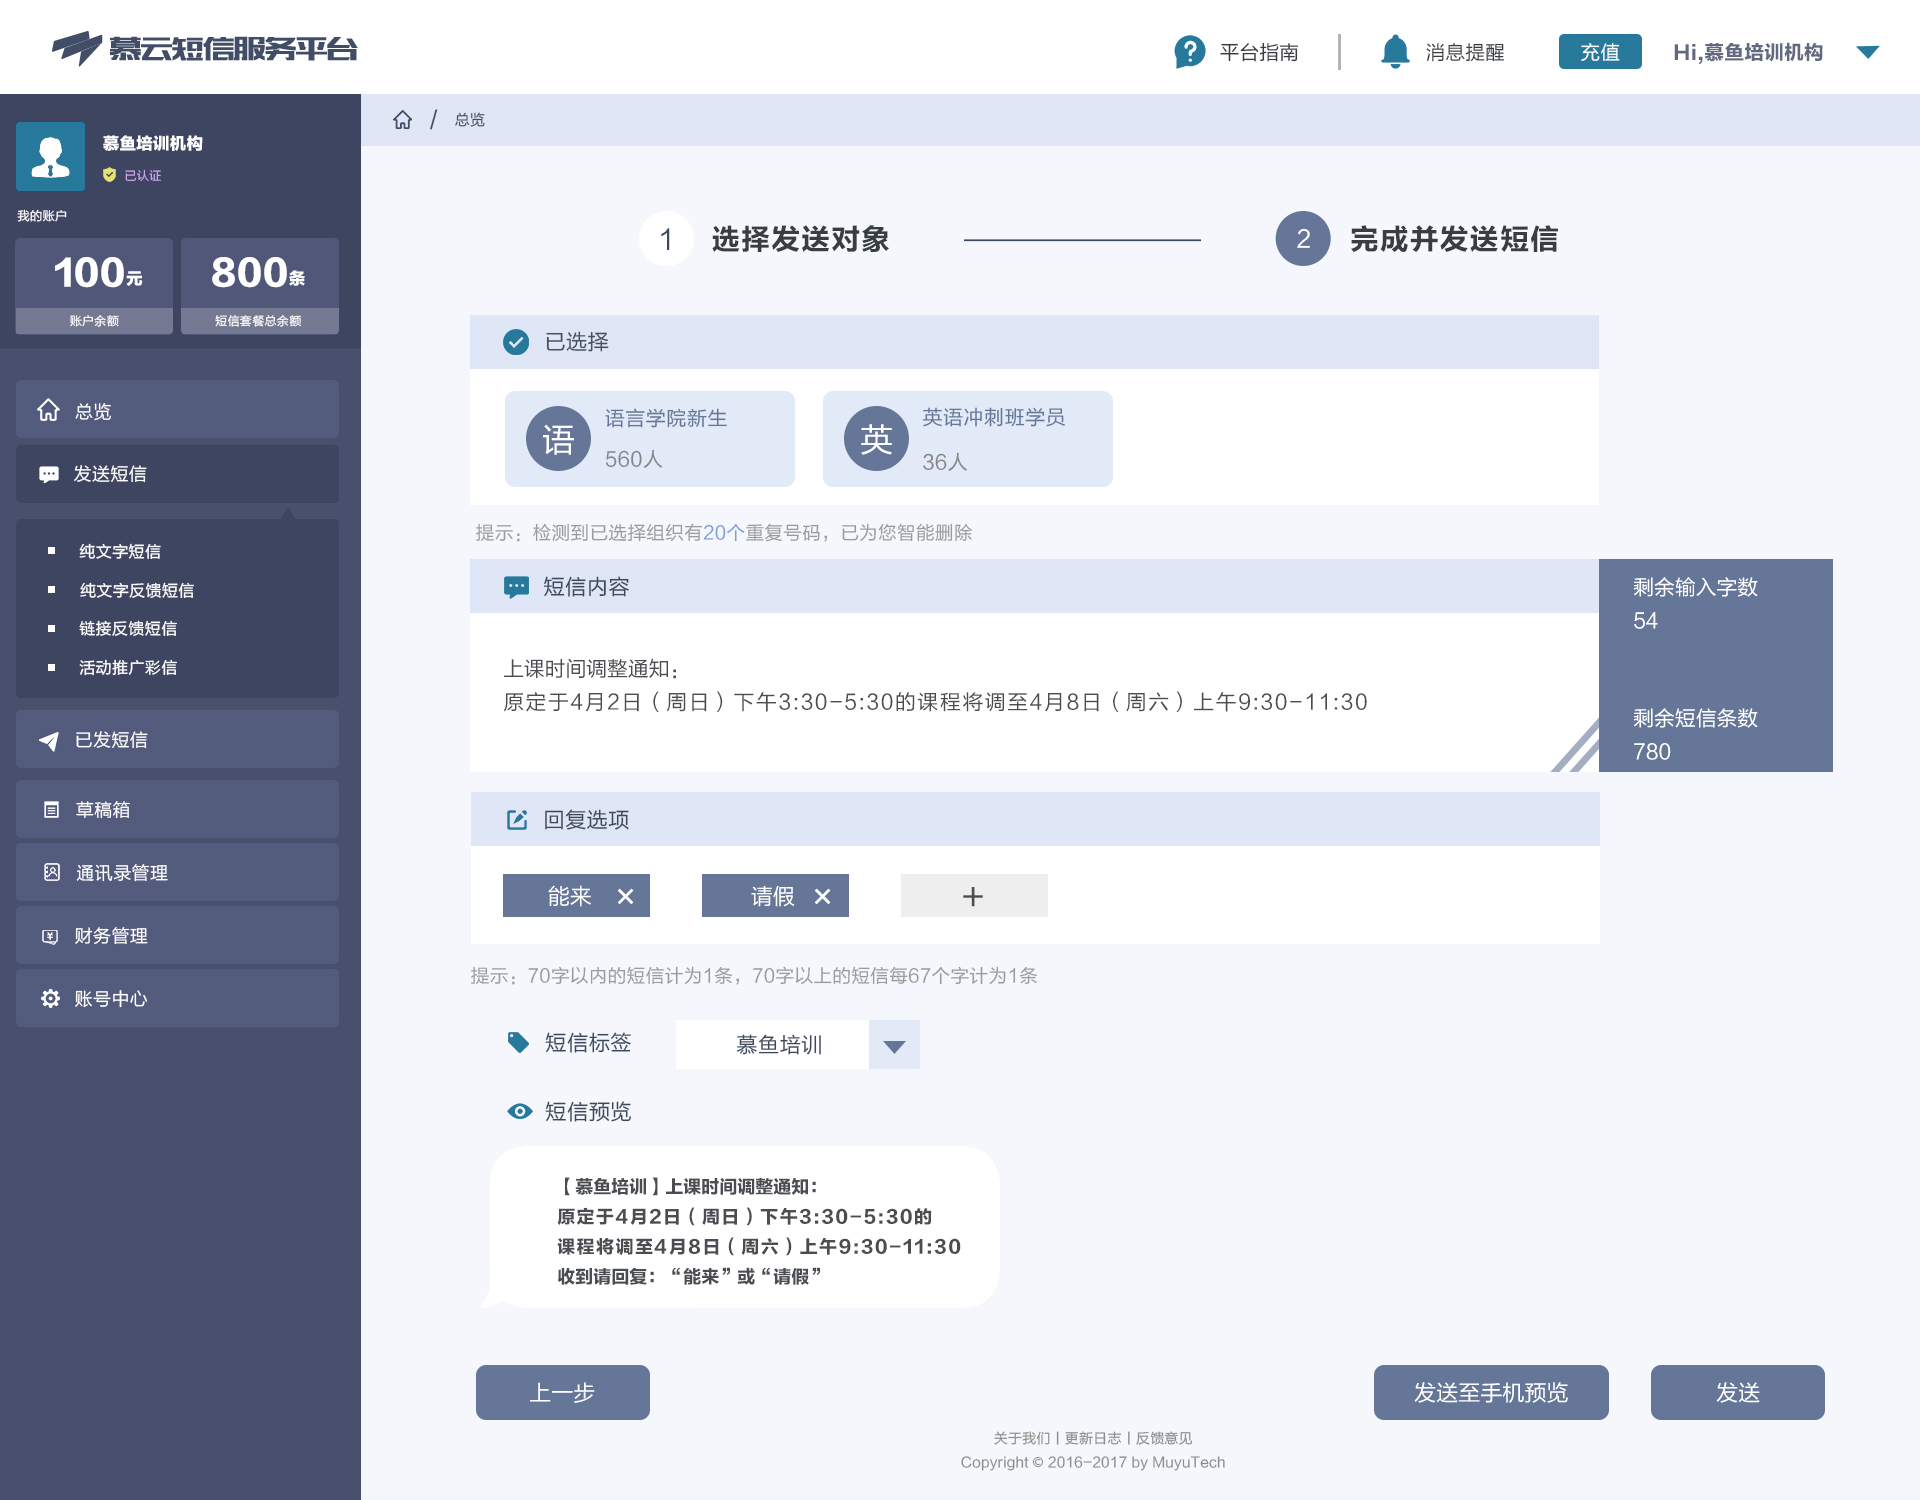 慕云短信服务平台
平台指南
消息提醒
充值
Hi,慕鱼培训机构
慕鱼培训机构
已认证
我的账户
100元
账户余额
800条
短信套餐总余额
总览
发送短信
纯文字短信
纯文字反馈短信
链接反馈短信
活动推广彩信
已发短信
草稿箱
通讯录管理
财务管理
账号中心
/ 总览
1 选择发送对象
2 完成并发送短信
已选择
语
语言学院新生
560人
英
英语冲刺班学员
36人
提示：检测到已选择组织有20个重复号码，已为您智能删除
短信内容
上课时间调整通知：
原定于4月2日（周日）下午3:30-5:30的课程将调至4月8日（周六）上午9:30-11:30
剩余输入字数
54
剩余短信条数
780
回复选项
能来 ×
请假 ×
+
提示：70字以内的短信计为1条，70字以上的短信每67个字计为1条
短信标签
慕鱼培训
短信预览
【慕鱼培训】上课时间调整通知：
原定于4月2日（周日）下午3:30-5:30的
课程将调至4月8日（周六）上午9:30-11:30
收到请回复：“能来”或“请假”
上一步
发送至手机预览
发送
关于我们丨更新日志丨反馈意见
Copyright © 2016-2017 by MuyuTech